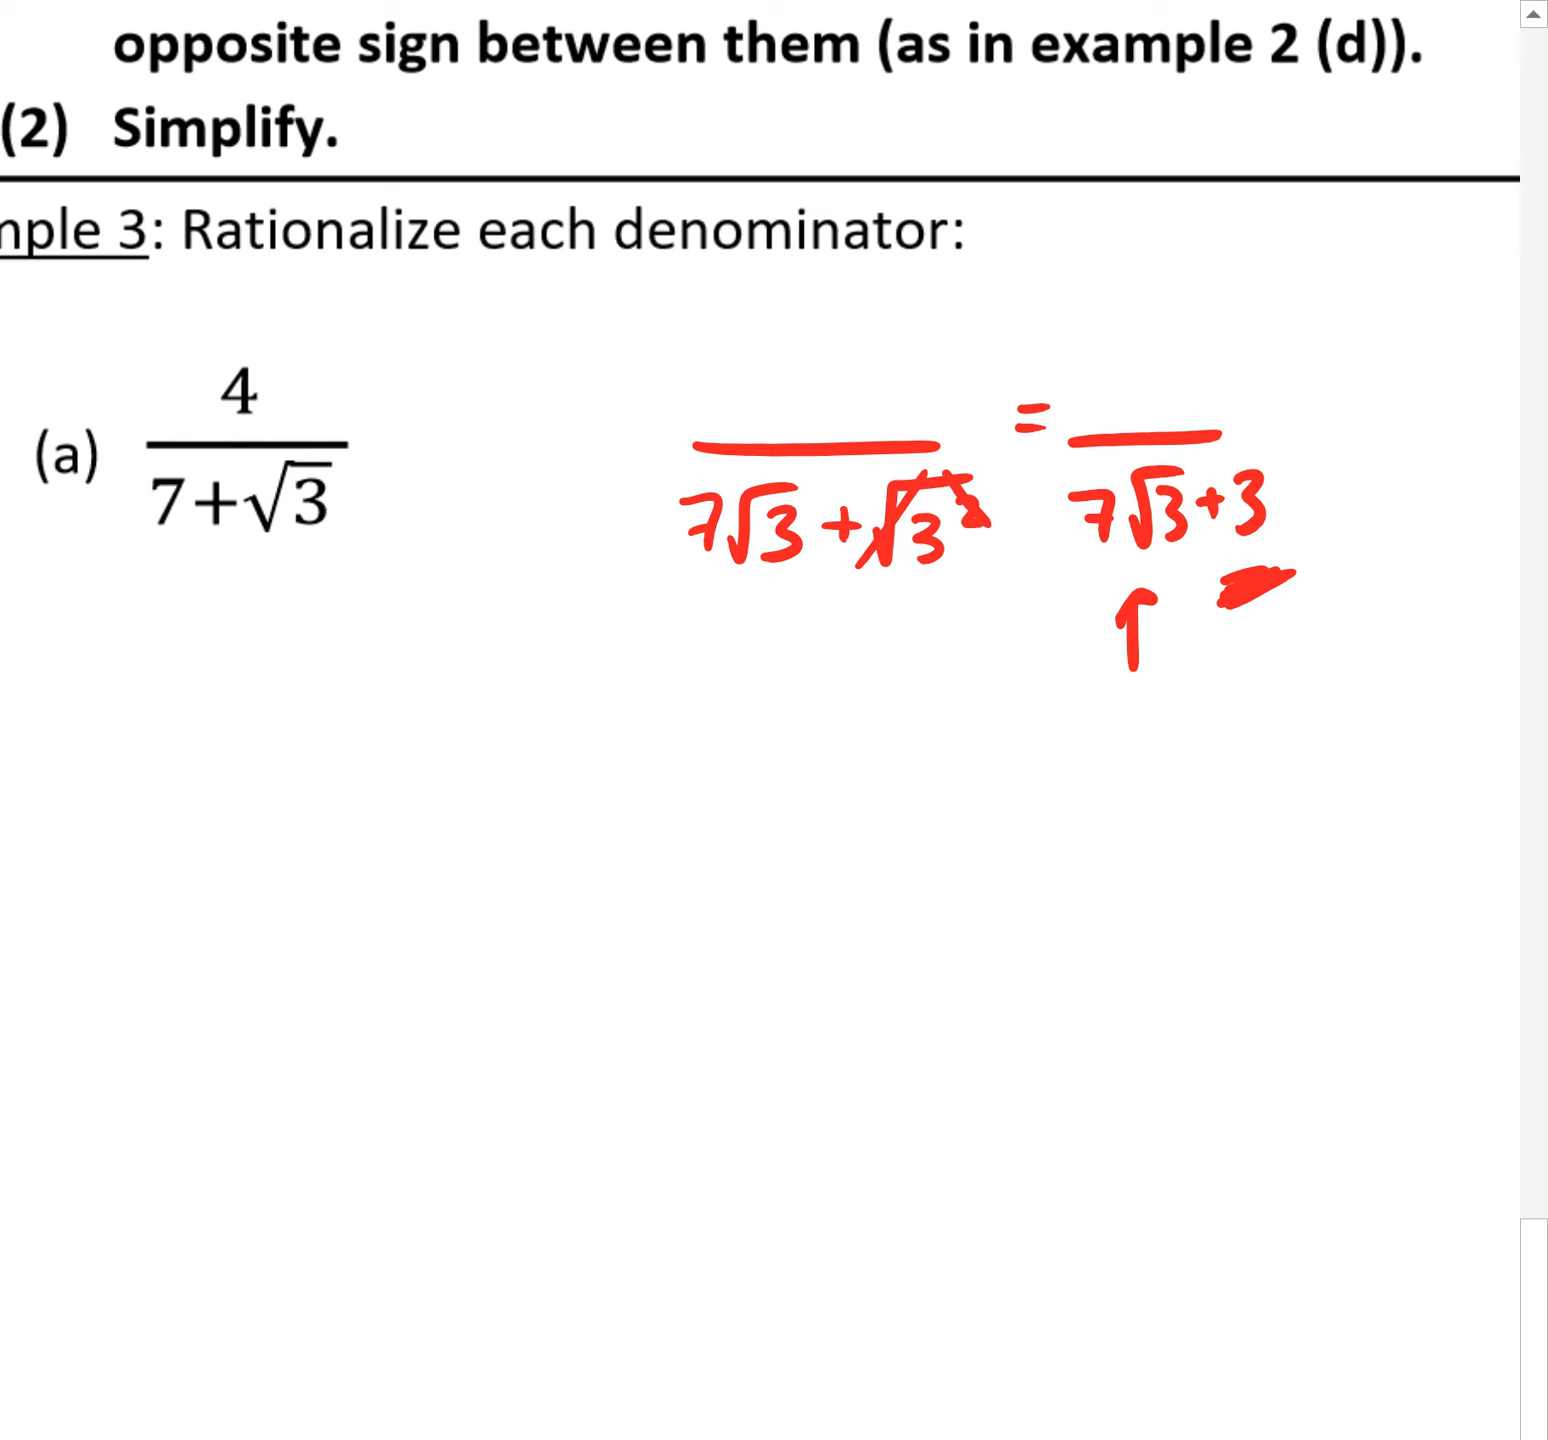 opposite sign between them (as in example 2 (d)).
(2) Simplify.
mple 3: Rationalize each denominator:
(a) 4/(7+√3)
7√3 + √3² = 7√3 + 3